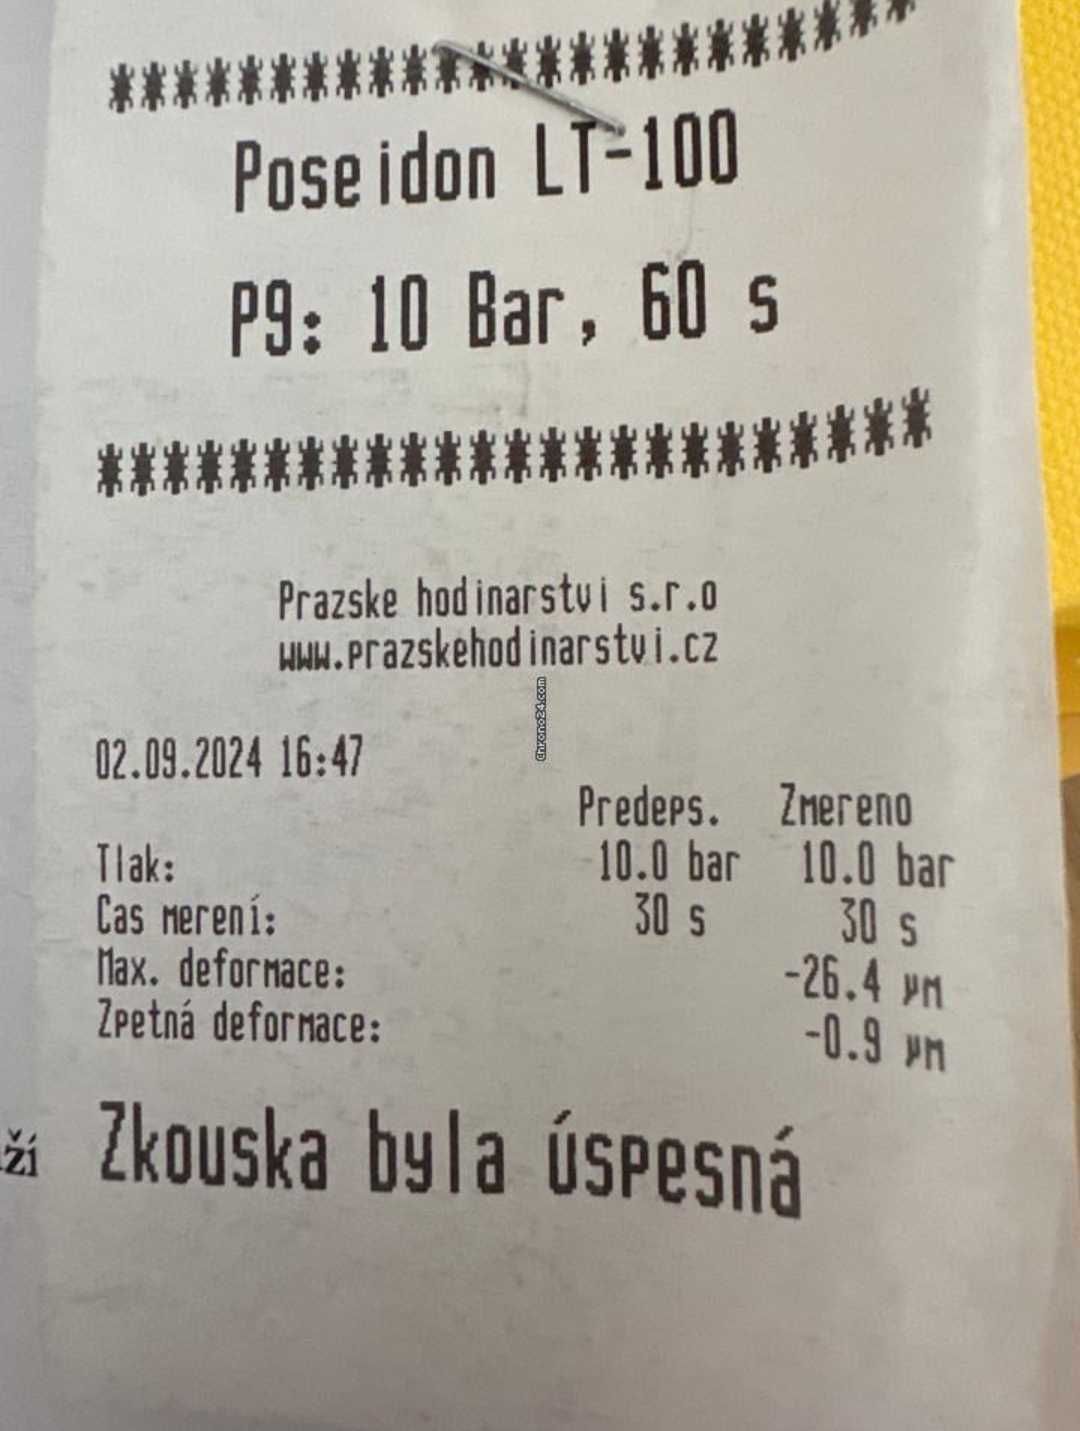 ********************
Poseidon LT-100
P9: 10 Bar, 60 s
********************
Prazske hodinarstvi s.r.o
www.prazskehodinarstvi.cz
Chrono24.com
02.09.2024 16:47
Predeps. Zmereno
Tlak: 10.0 bar 10.0 bar
Cas merení: 30 s 30 s
Max. deformace: -26.4 µm
Zpetná deformace: -0.9 µm
ží Zkouska byla úspesná